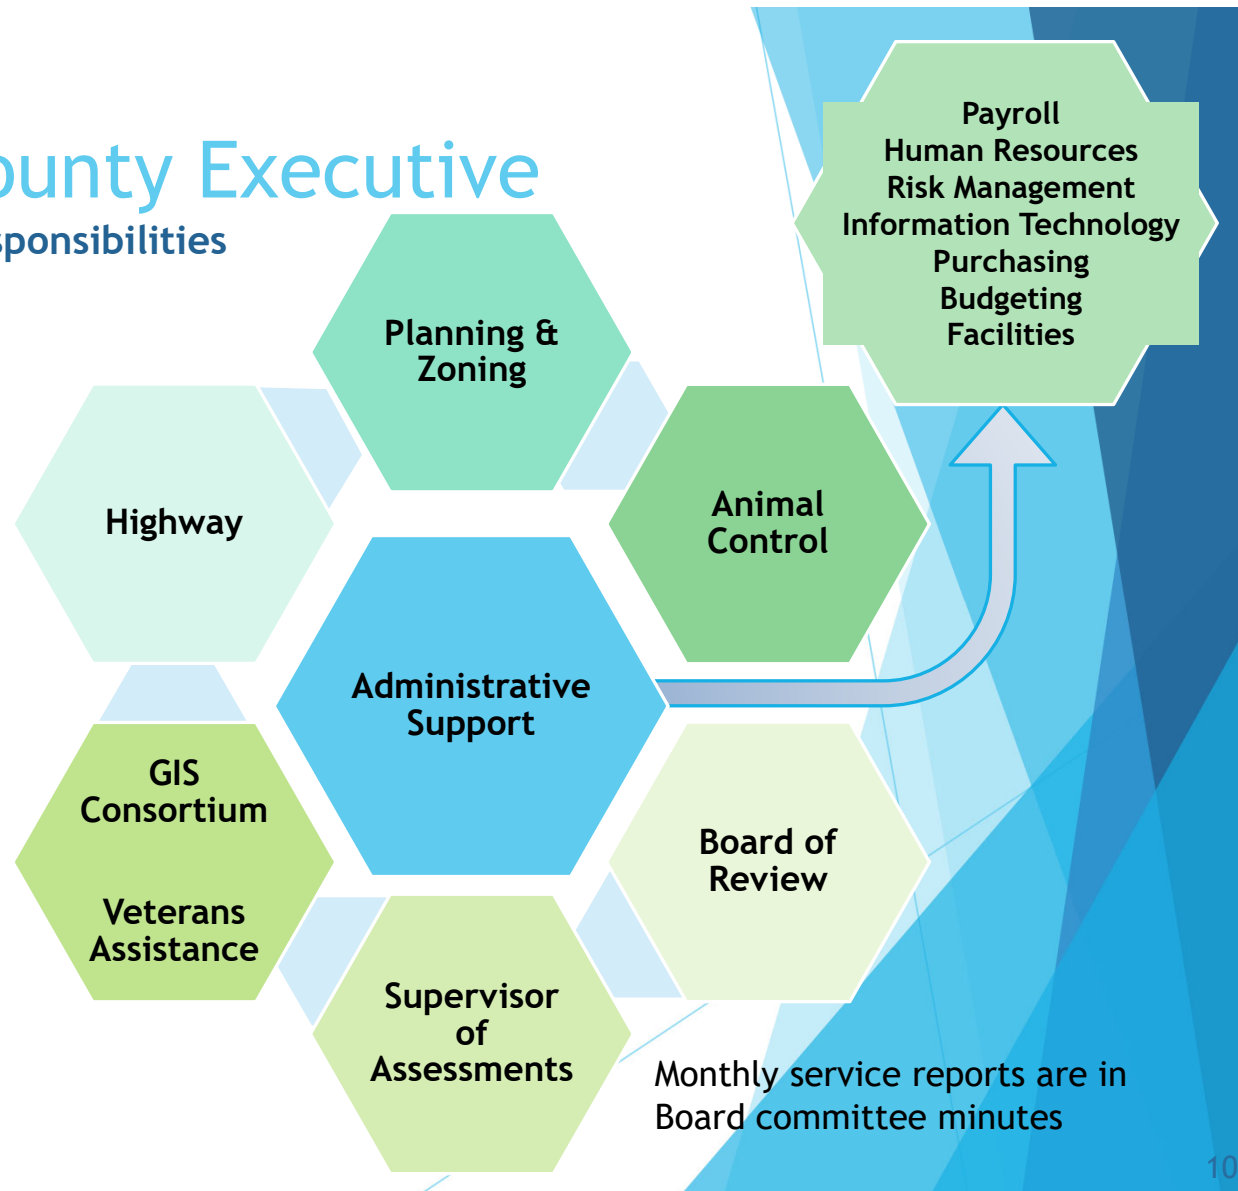 ounty Executive
sponsibilities
Payroll
Human Resources
Risk Management
Information Technology
Purchasing
Budgeting
Facilities
Planning &
Zoning
Animal
Control
Highway
Administrative
Support
GIS
Consortium
Veterans
Assistance
Board of
Review
Supervisor
of
Assessments
Monthly service reports are in
Board committee minutes
10